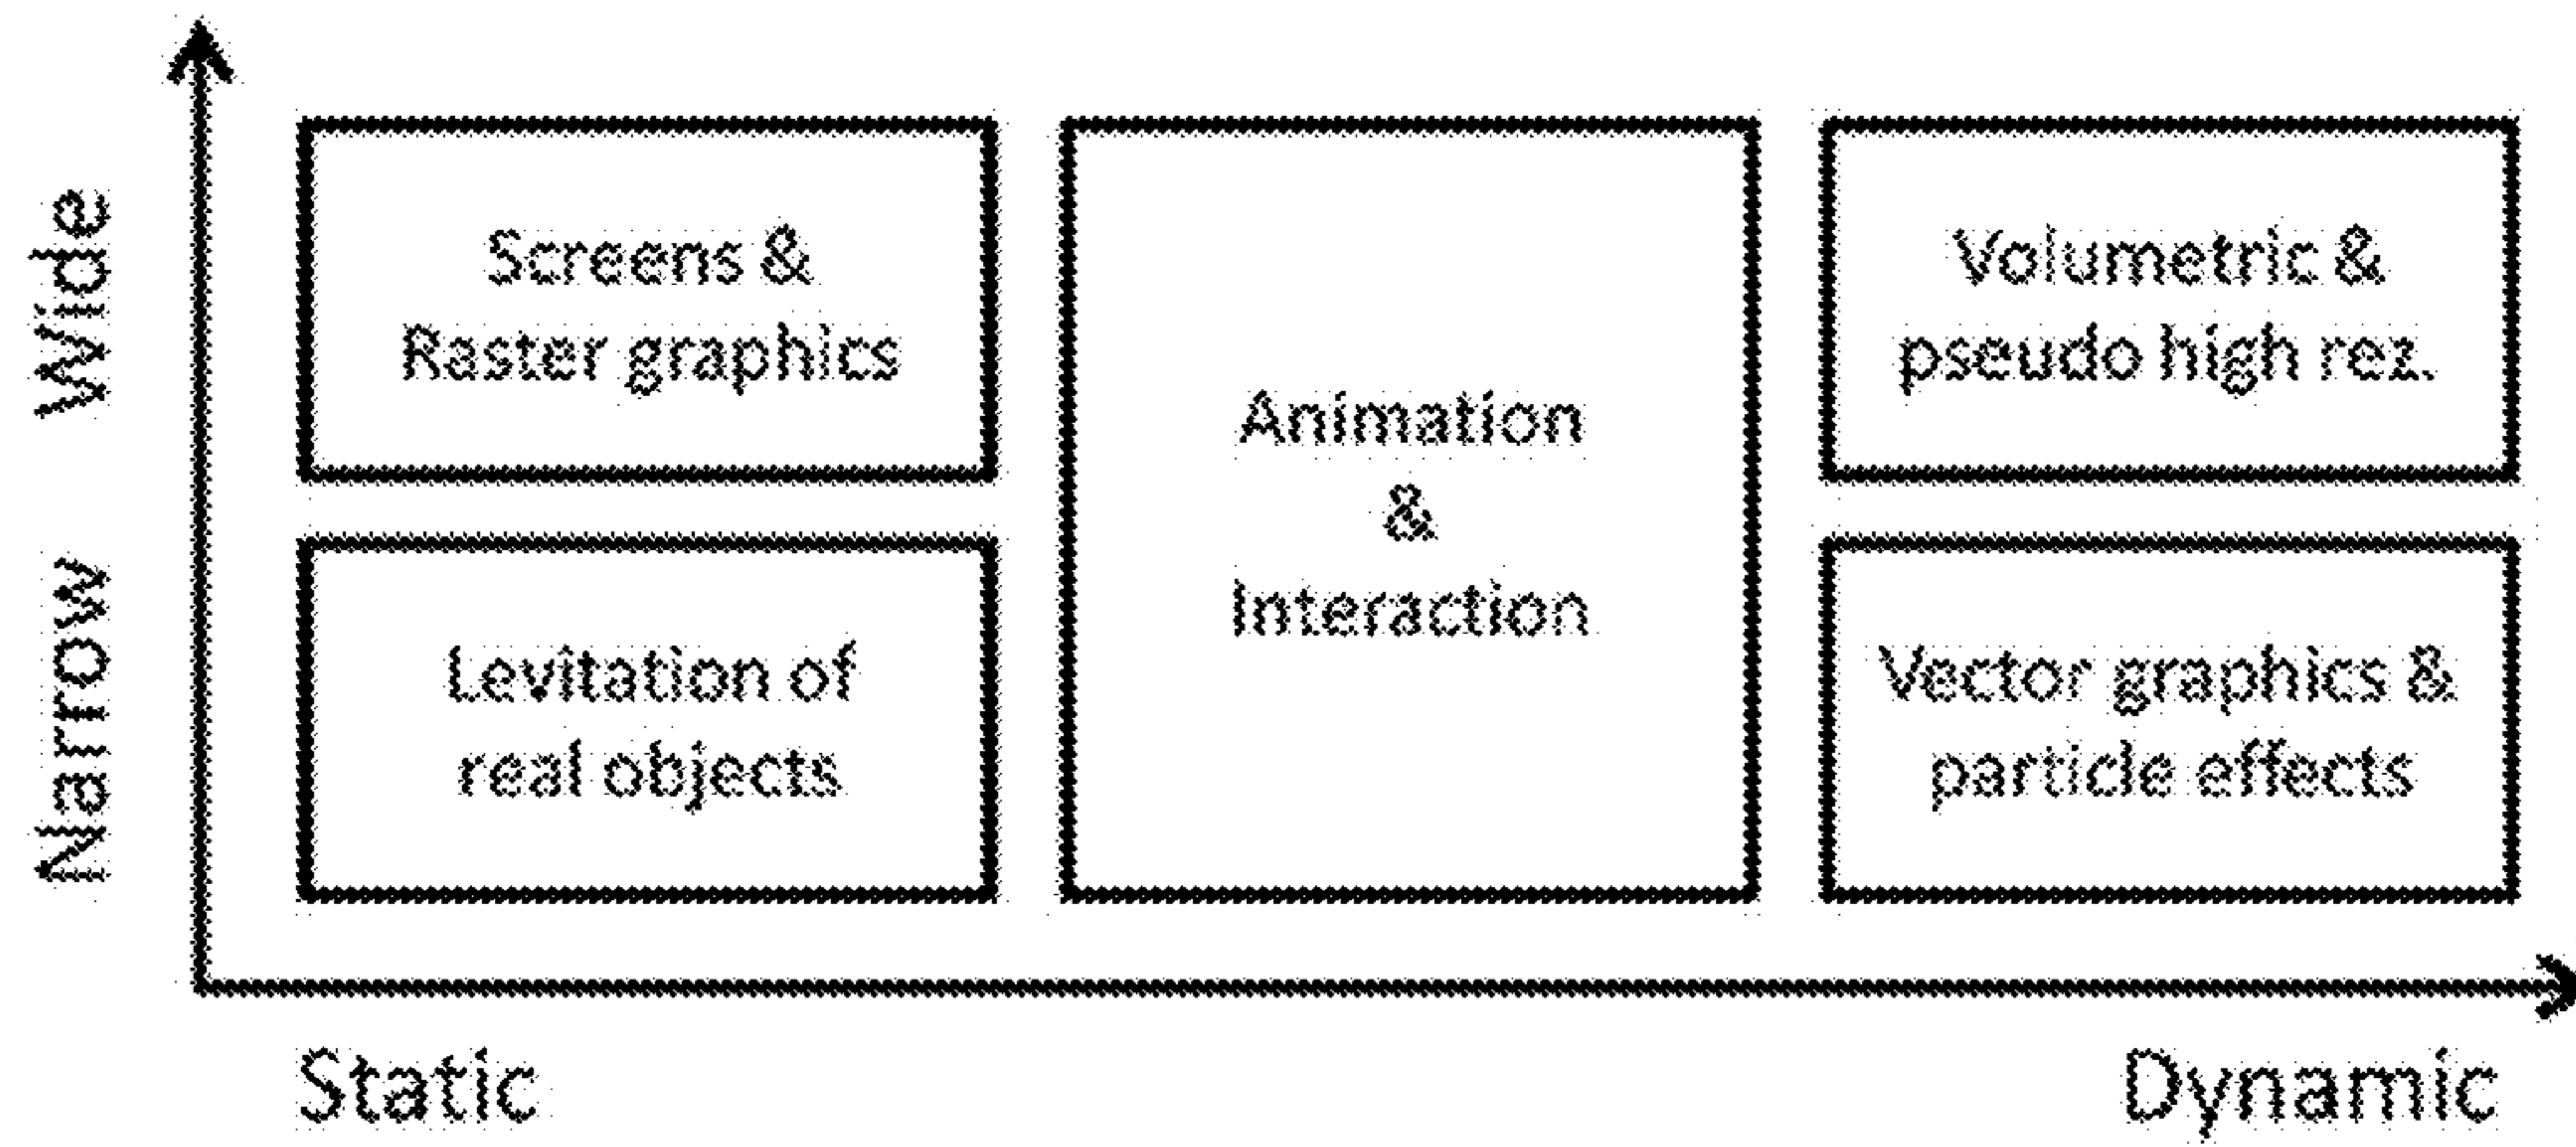 Wide
Narrow
Screens &
Raster graphics
Levitation of
real objects
Animation
&
Interaction
Volumetric &
pseudo high rez.
Vector graphics &
particle effects
Static
Dynamic